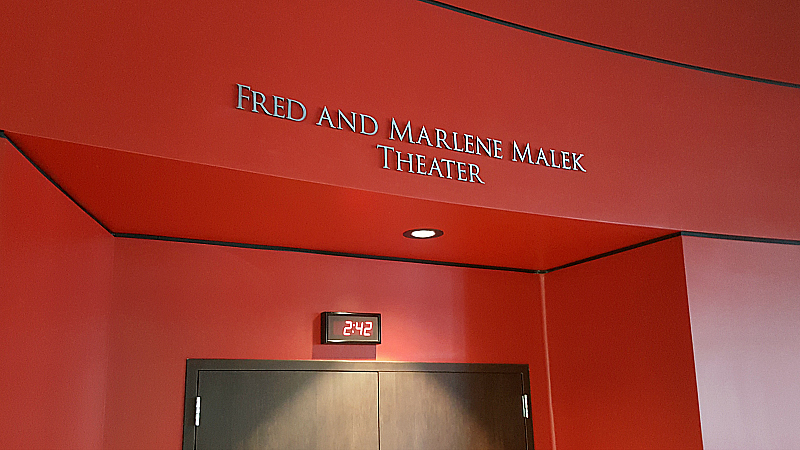 Fred and Marlene Malek
Theater
2:42